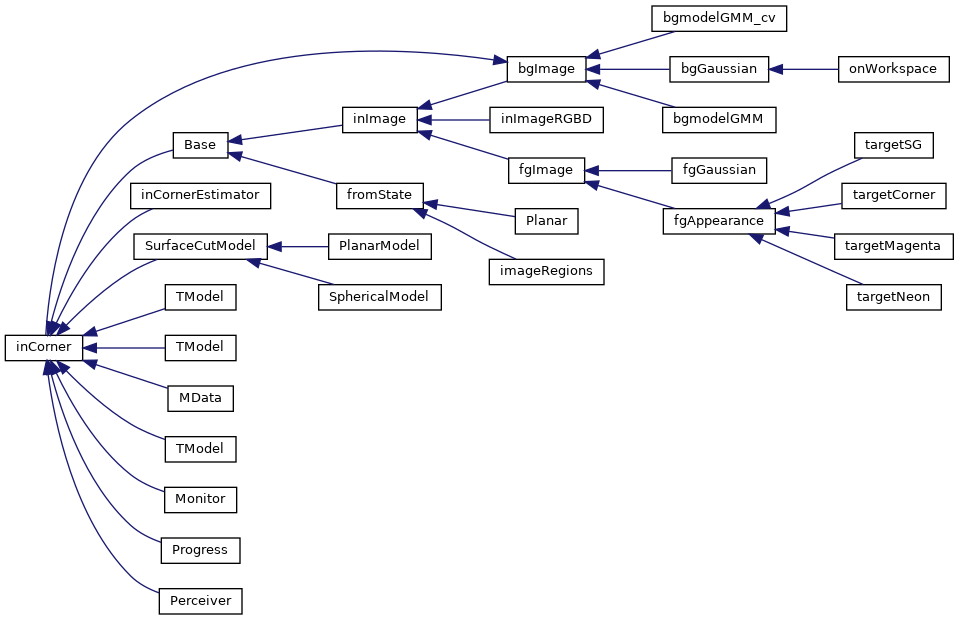 bgmodelGMM_cv
bgImage
bgGaussian
onWorkspace
inImage
inImageRGBD
bgmodelGMM
Base
targetSG
fgImage
fgGaussian
inCornerEstimator
fromState
targetCorner
Planar
fgAppearance
SurfaceCutModel
PlanarModel
targetMagenta
imageRegions
TModel
SphericalModel
targetNeon
inCorner
TModel
MData
TModel
Monitor
Progress
Perceiver